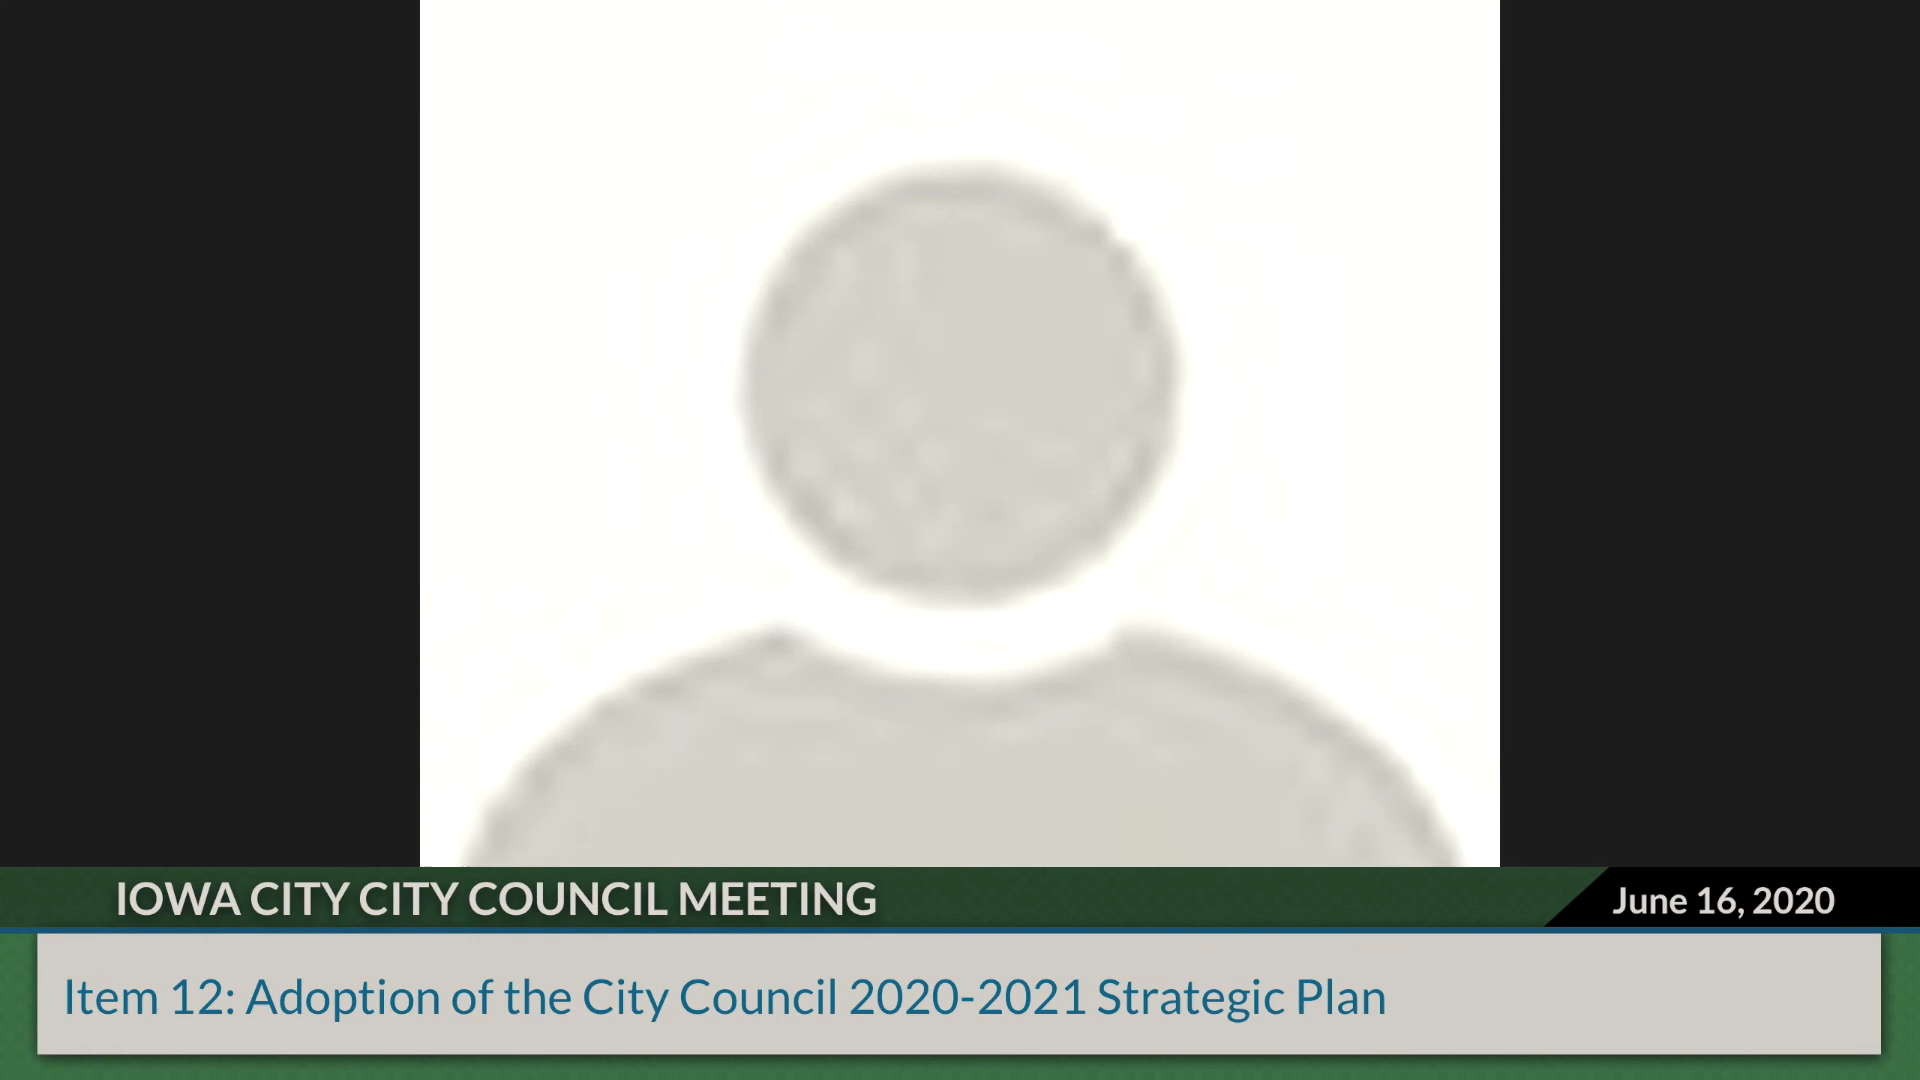 IOWA CITY CITY COUNCIL MEETING
June 16, 2020
Item 12: Adoption of the City Council 2020-2021 Strategic Plan